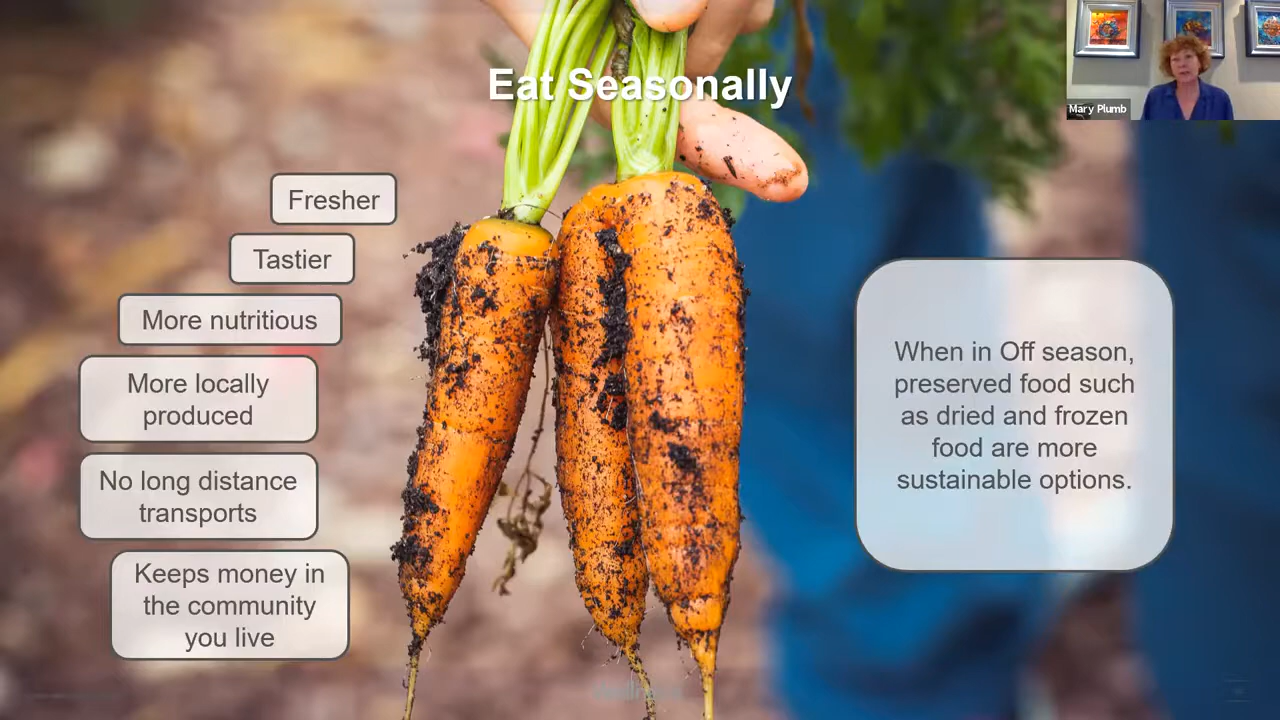 Eat Seasonally
Mary Plumb
Fresher
Tastier
More nutritious
More locally
produced
No long distance
transports
Keeps money in
the community
you live
When in Off season,
preserved food such
as dried and frozen
food are more
sustainable options.